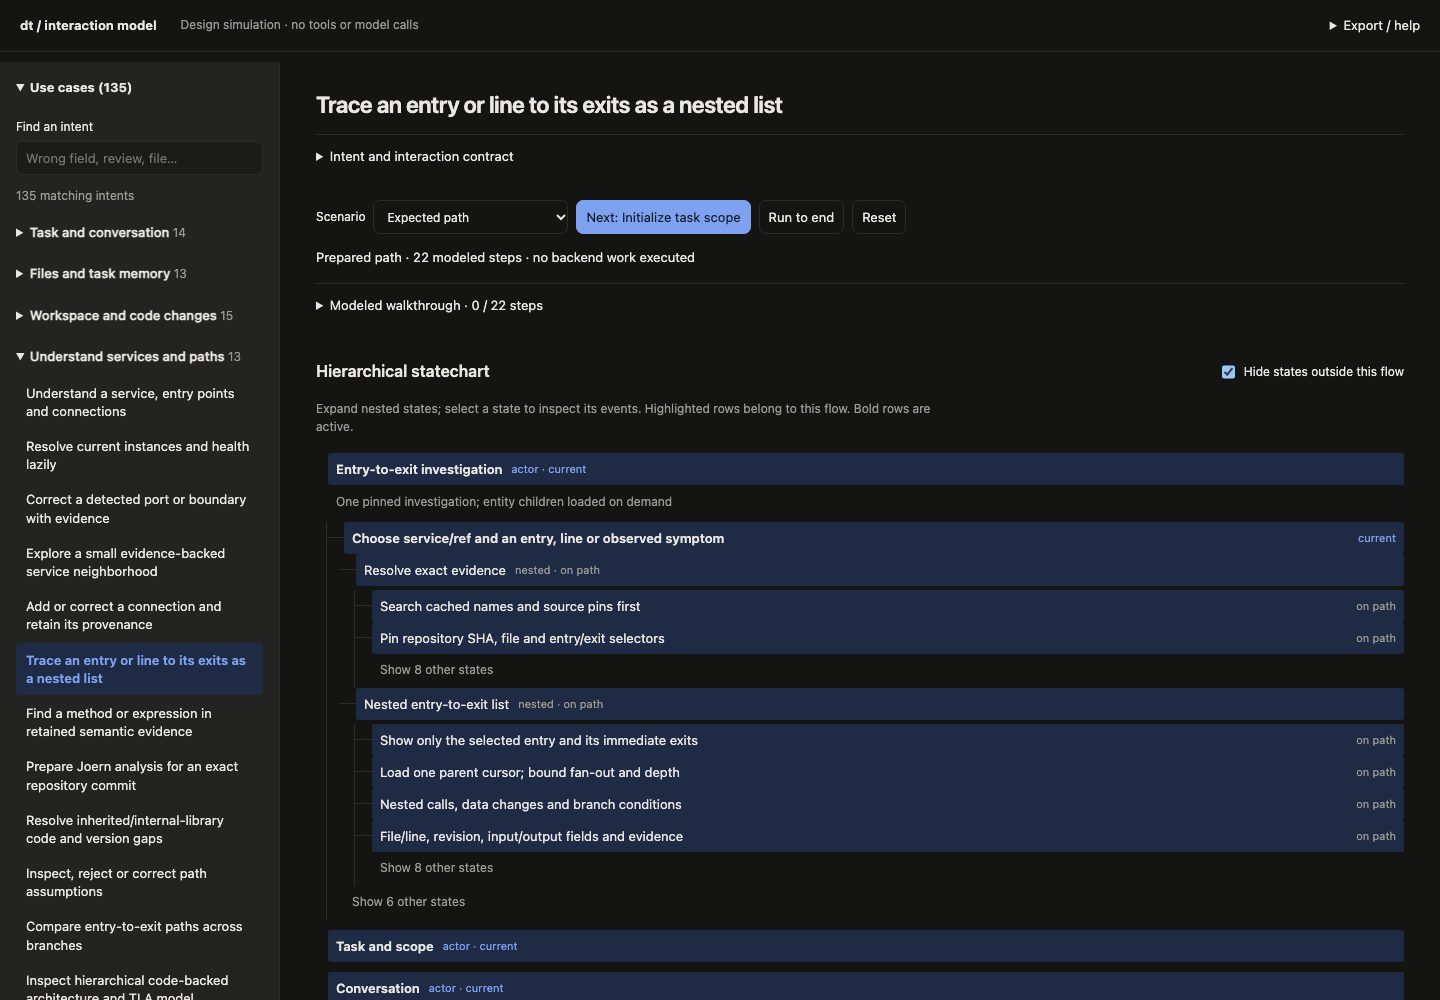 dt / interaction model
Design simulation · no tools or model calls
Export / help
Use cases (135)
Find an intent
Wrong field, review, file...
135 matching intents
Task and conversation 14
Files and task memory 13
Workspace and code changes 15
Understand services and paths 13
Understand a service, entry points
and connections
Resolve current instances and health
lazily
Correct a detected port or boundary
with evidence
Explore a small evidence-backed
service neighborhood
Add or correct a connection and
retain its provenance
Trace an entry or line to its exits as
a nested list
Find a method or expression in
retained semantic evidence
Prepare Joern analysis for an exact
repository commit
Resolve inherited/internal-library
code and version gaps
Inspect, reject or correct path
assumptions
Compare entry-to-exit paths across
branches
Inspect hierarchical code-backed
architecture and TLA model
Trace an entry or line to its exits as a nested list
Intent and interaction contract
Scenario
Expected path
Next: Initialize task scope
Run to end
Reset
Prepared path · 22 modeled steps · no backend work executed
Modeled walkthrough · 0 / 22 steps
Hierarchical statechart
Hide states outside this flow
Expand nested states; select a state to inspect its events. Highlighted rows belong to this flow. Bold rows are
active.
Entry-to-exit investigation actor · current
One pinned investigation; entity children loaded on demand
Choose service/ref and an entry, line or observed symptom current
Resolve exact evidence nested · on path
Search cached names and source pins first on path
Pin repository SHA, file and entry/exit selectors on path
Show 8 other states
Nested entry-to-exit list nested · on path
Show only the selected entry and its immediate exits on path
Load one parent cursor; bound fan-out and depth on path
Nested calls, data changes and branch conditions on path
File/line, revision, input/output fields and evidence on path
Show 8 other states
Show 6 other states
Task and scope actor · current
Conversation actor · current